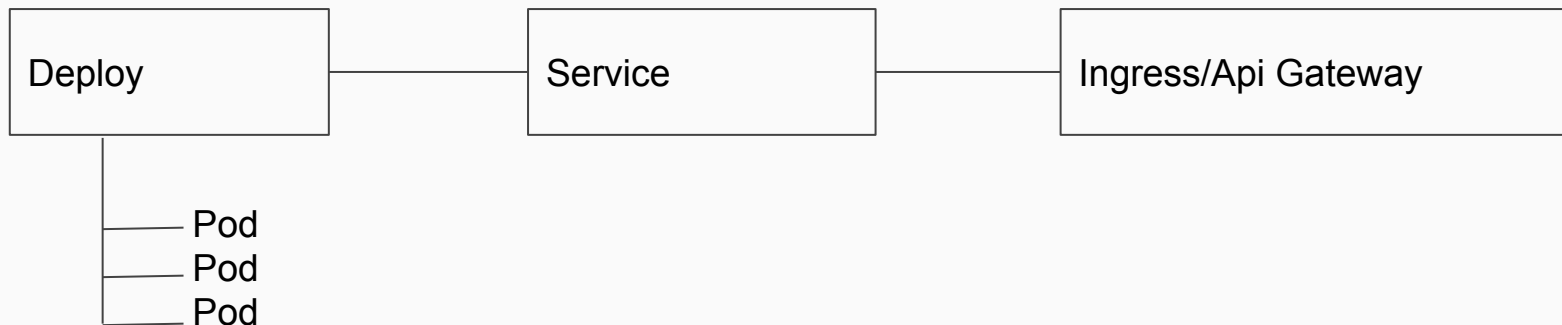 Deploy
Service
Ingress/Api Gateway
Pod
Pod
Pod